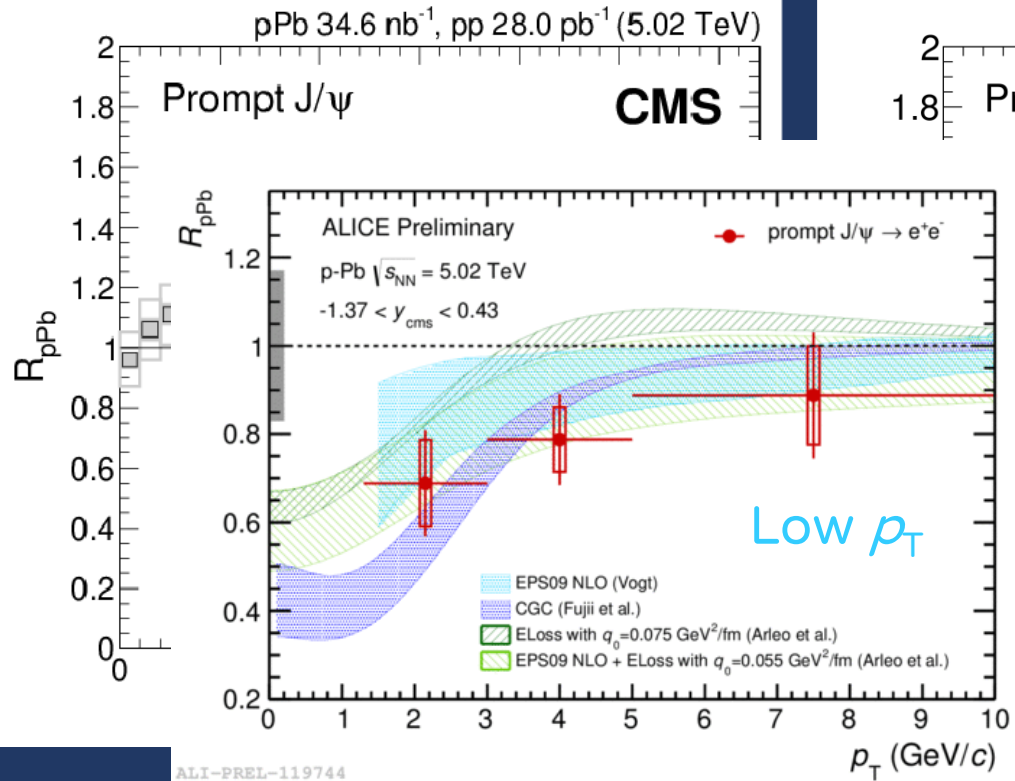 pPb 34.6 nb⁻¹, pp 28.0 pb⁻¹ (5.02 TeV)
Prompt J/ψ
CMS
R_pPb
2
1.8
1.6
1.4
1.2
1
0.8
0.6
0.4
0.2
0
0
2
1.8
ALICE Preliminary
p-Pb √s_NN = 5.02 TeV
-1.37 < y_cms < 0.43
prompt J/ψ → e⁺e⁻
R_pPb
1.2
1
0.8
0.6
0.4
0.2
Low p_T
EPS09 NLO (Vogt)
CGC (Fujii et al.)
ELoss with q₀=0.075 GeV²/fm (Arleo et al.)
EPS09 NLO + ELoss with q₀=0.055 GeV²/fm (Arleo et al.)
0 1 2 3 4 5 6 7 8 9 10
p_T (GeV/c)
ALI-PREL-119744